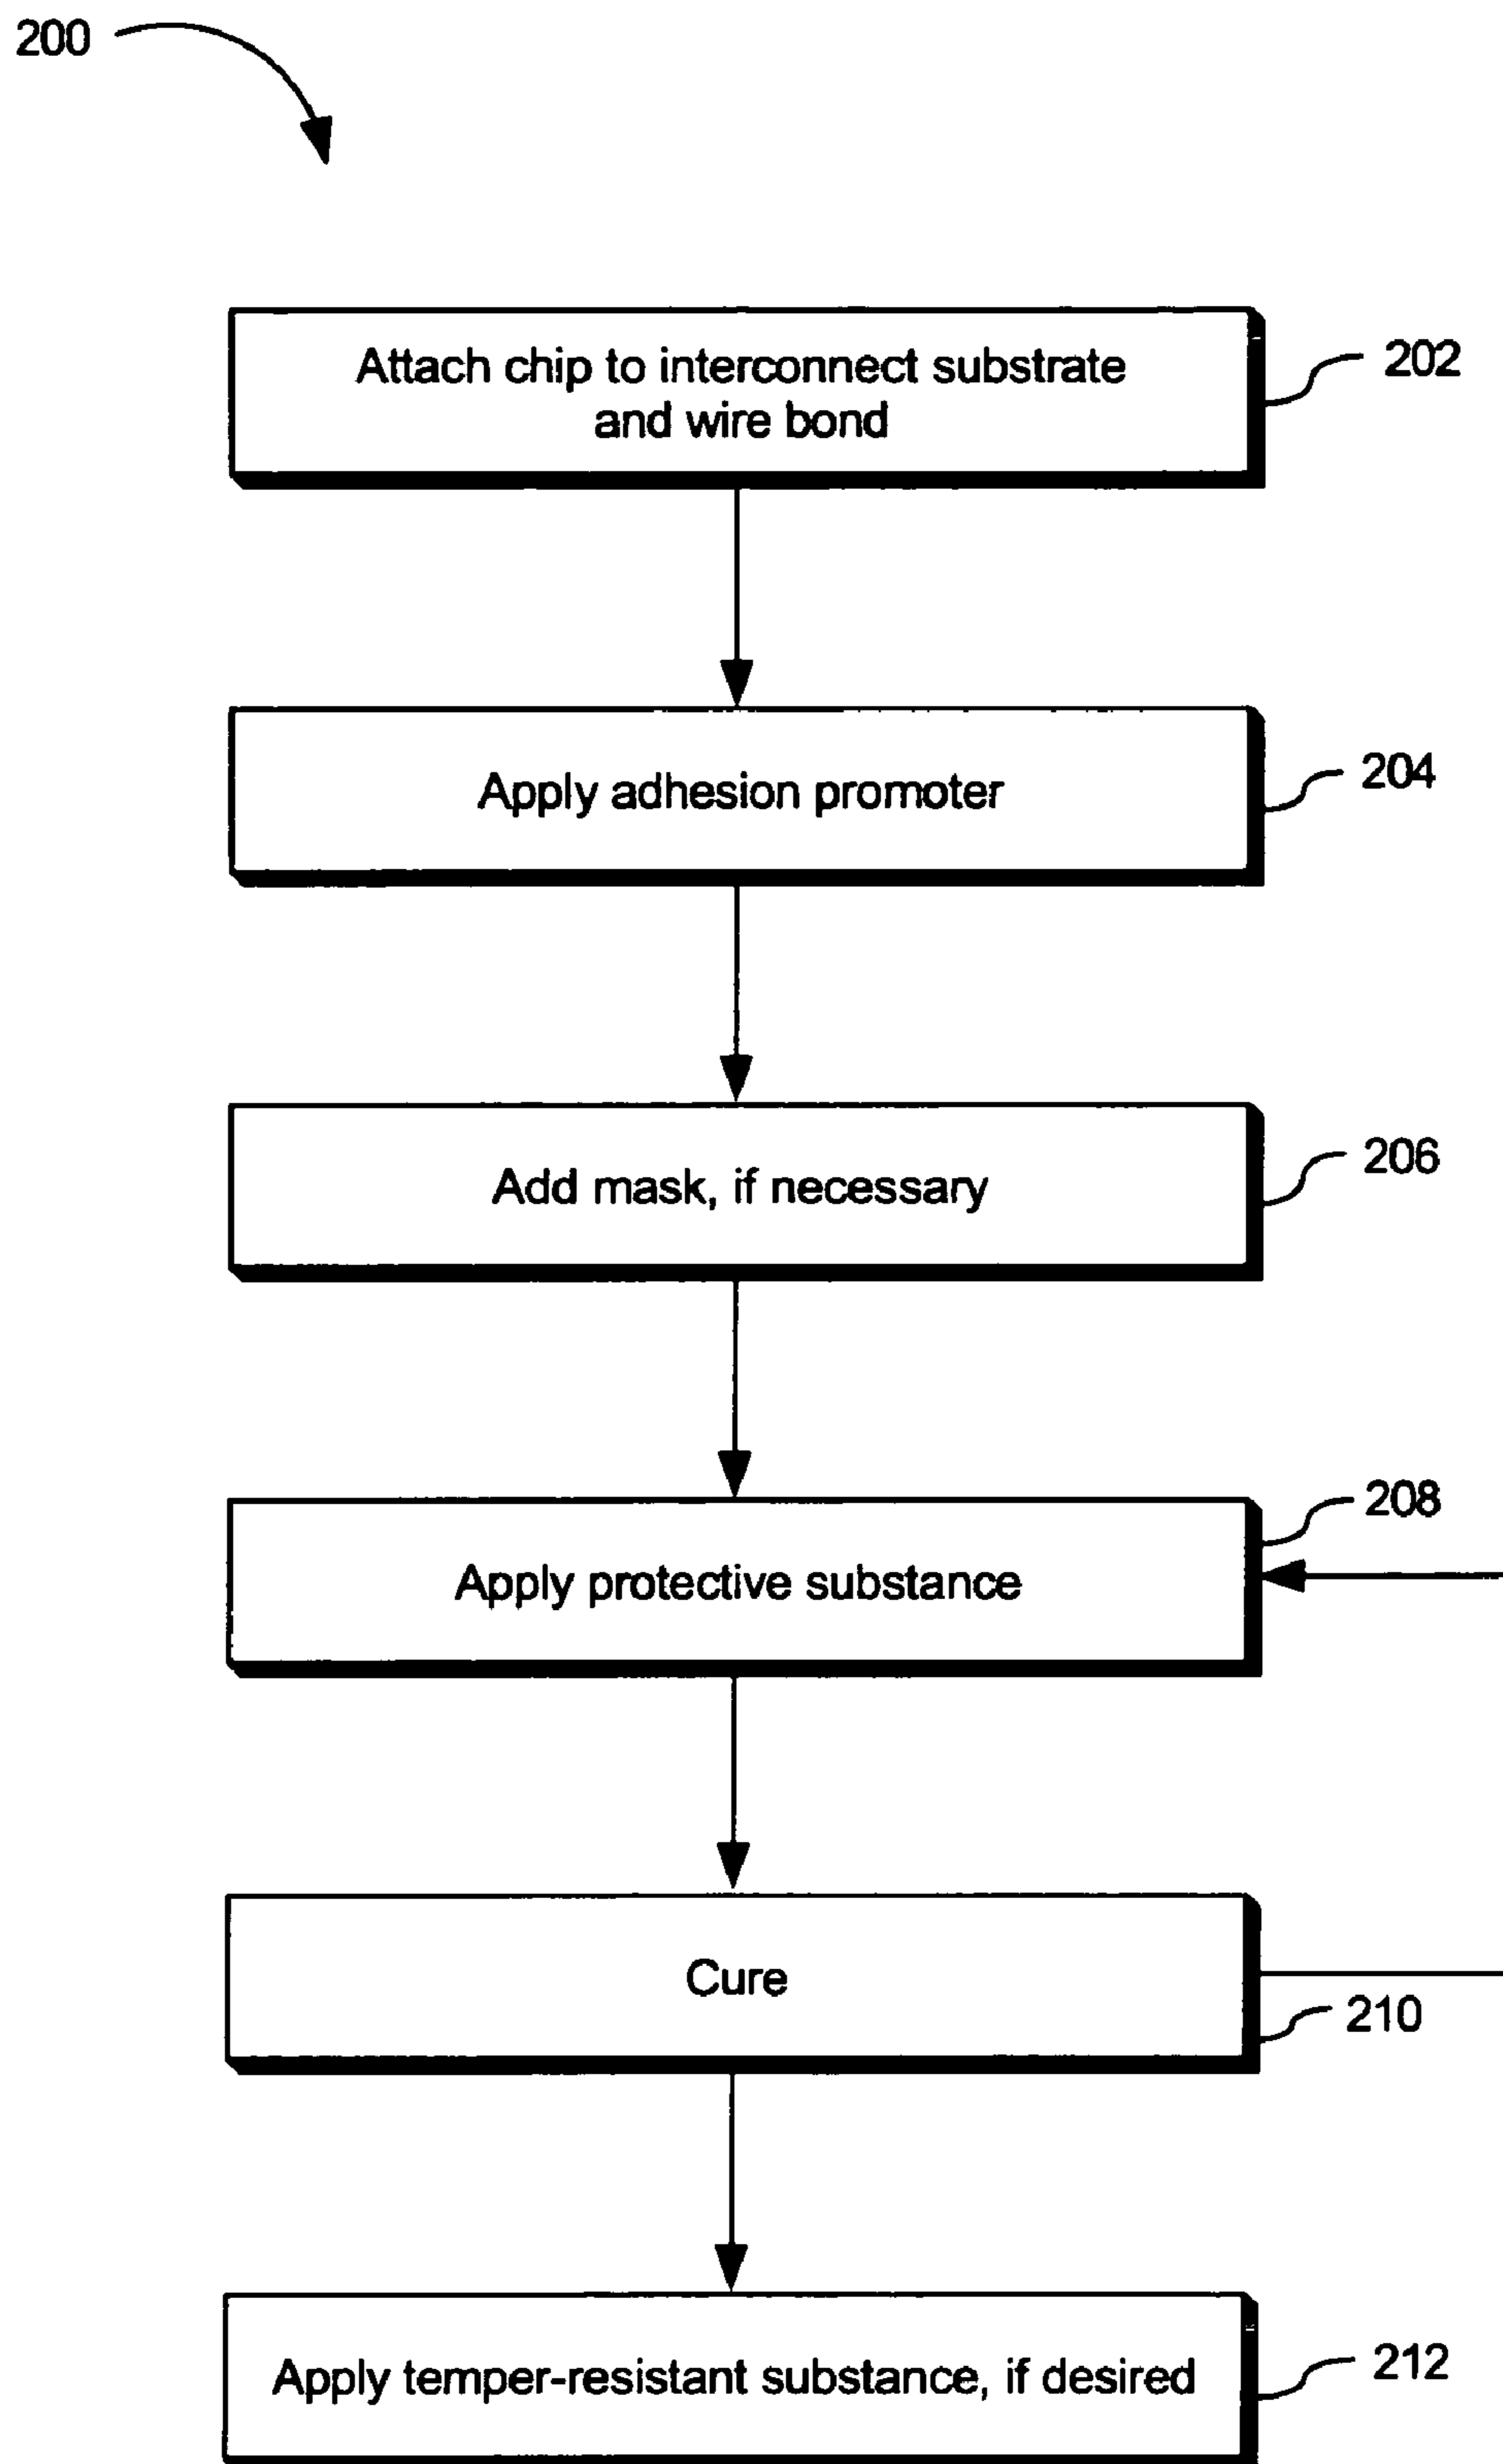 200
Attach chip to interconnect substrate
and wire bond
202
Apply adhesion promoter
204
Add mask, if necessary
206
Apply protective substance
208
Cure
210
Apply temper-resistant substance, if desired
212